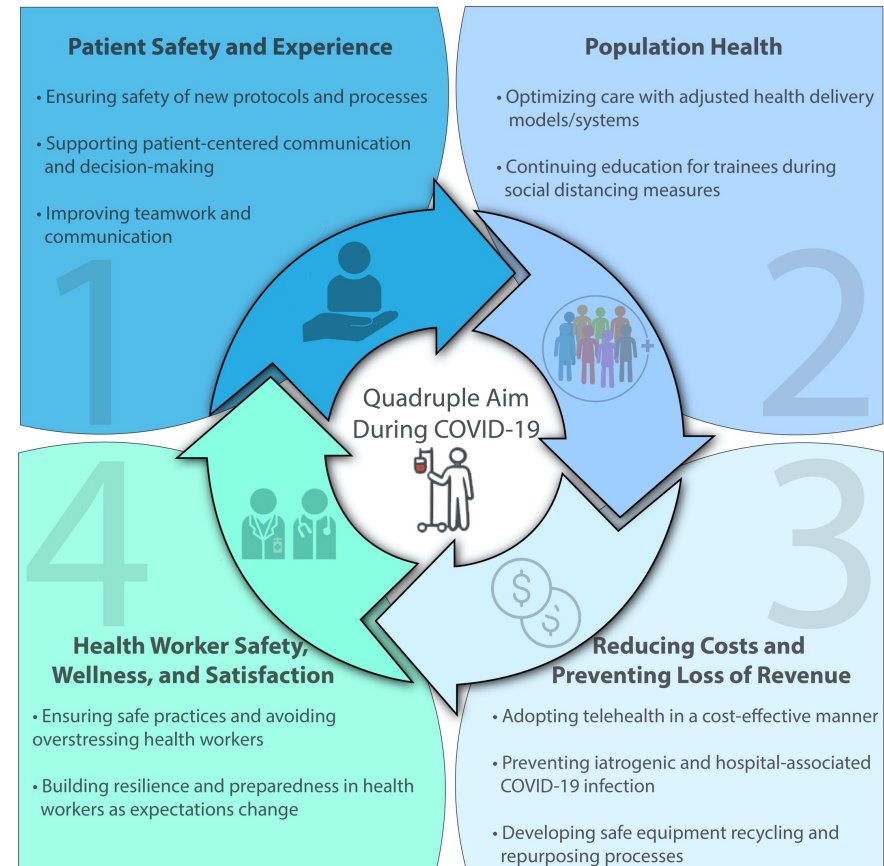 Patient Safety and Experience
• Ensuring safety of new protocols and processes
• Supporting patient-centered communication
and decision-making
• Improving teamwork and
communication
1
Population Health
• Optimizing care with adjusted health delivery
models/systems
• Continuing education for trainees during
social distancing measures
2
Quadruple Aim
During COVID-19
3
Reducing Costs and
Preventing Loss of Revenue
• Adopting telehealth in a cost-effective manner
• Preventing iatrogenic and hospital-associated
COVID-19 infection
• Developing safe equipment recycling and
repurposing processes
$
$
4
Health Worker Safety,
Wellness, and Satisfaction
• Ensuring safe practices and avoiding
overstressing health workers
• Building resilience and preparedness in health
workers as expectations change